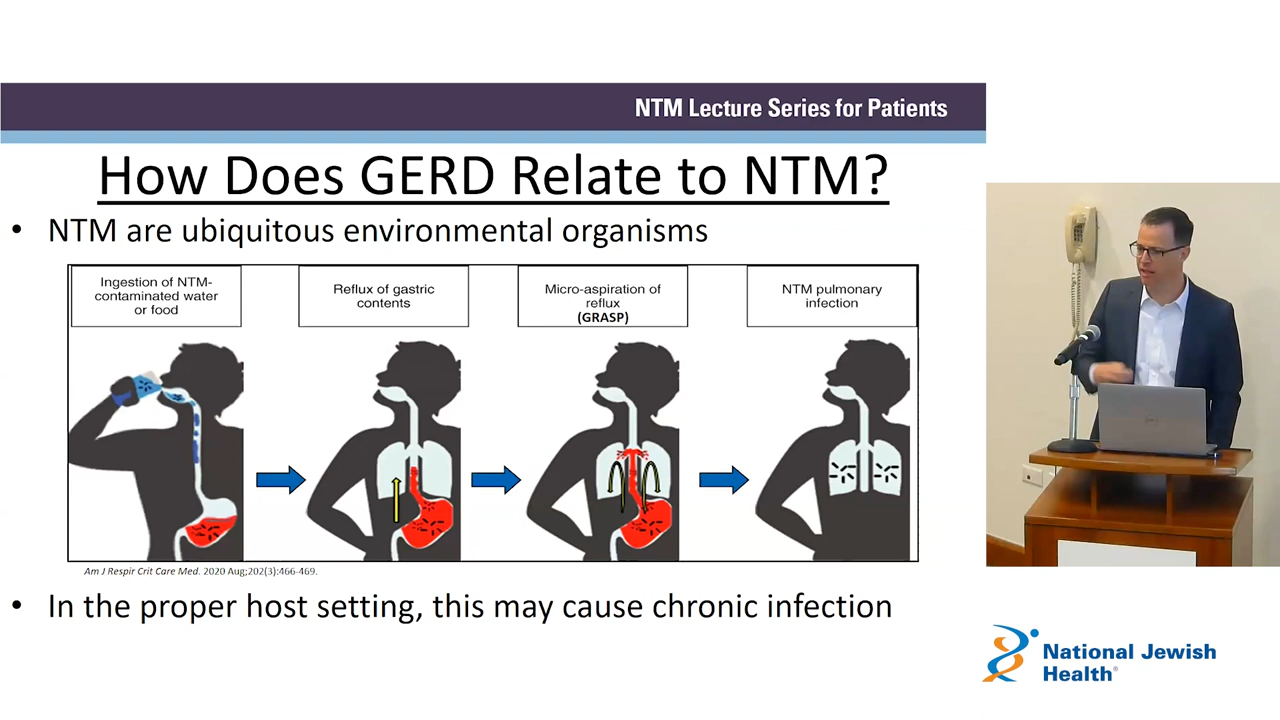 NTM Lecture Series for Patients
How Does GERD Relate to NTM?
• NTM are ubiquitous environmental organisms
Ingestion of NTM-
contaminated water
or food
Reflux of gastric
contents
Micro-aspiration of
reflux
(GRASP)
NTM pulmonary
infection
Am J Respir Crit Care Med. 2020 Aug;202(3):466-469.
• In the proper host setting, this may cause chronic infection
National Jewish
Health®